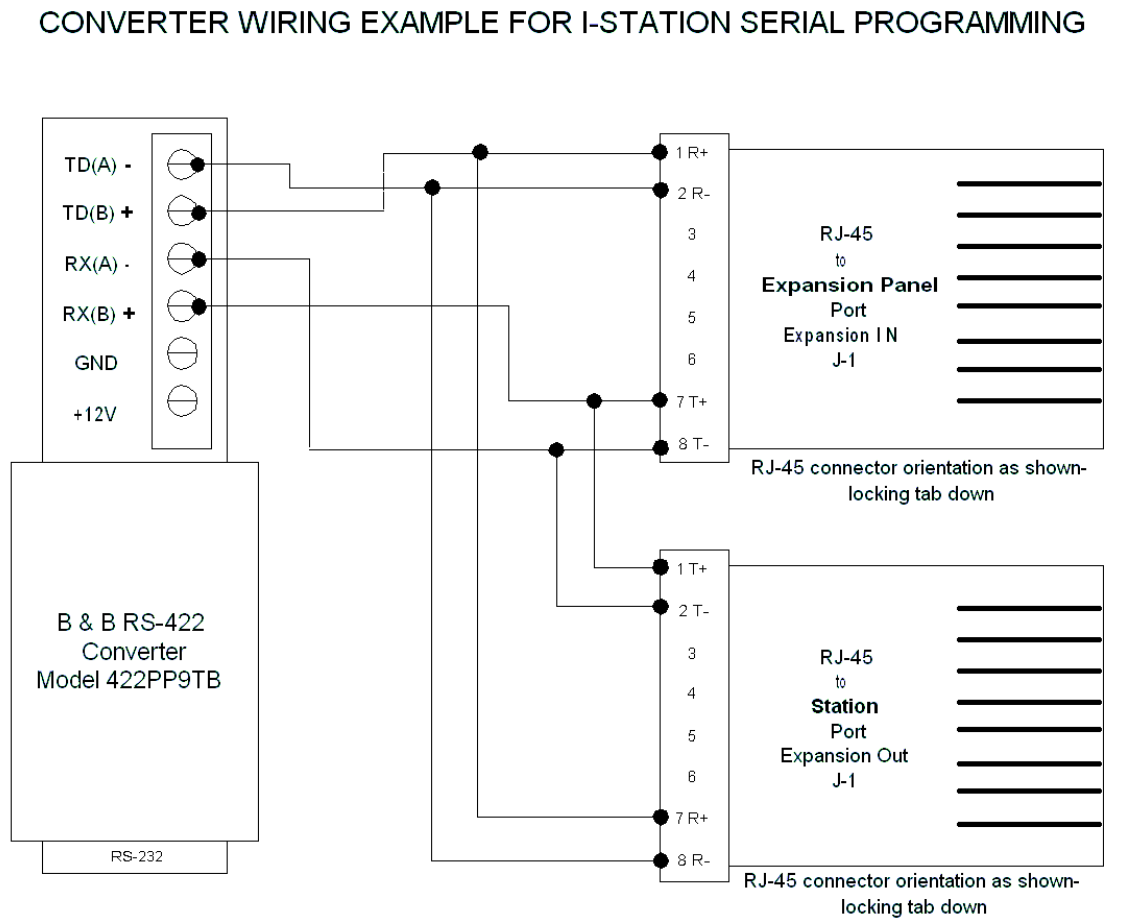 CONVERTER WIRING EXAMPLE FOR I-STATION SERIAL PROGRAMMING
TD(A) -
TD(B) +
RX(A) -
RX(B) +
GND
+12V
B & B RS-422
Converter
Model 422PP9TB
RS-232
1 R+
2 R-
3
4
5
6
7 T+
8 T-
RJ-45
to
Expansion Panel
Port
Expansion IN
J-1
RJ-45 connector orientation as shown-
locking tab down
1 T+
2 T-
3
4
5
6
7 R+
8 R-
RJ-45
to
Station
Port
Expansion Out
J-1
RJ-45 connector orientation as shown-
locking tab down